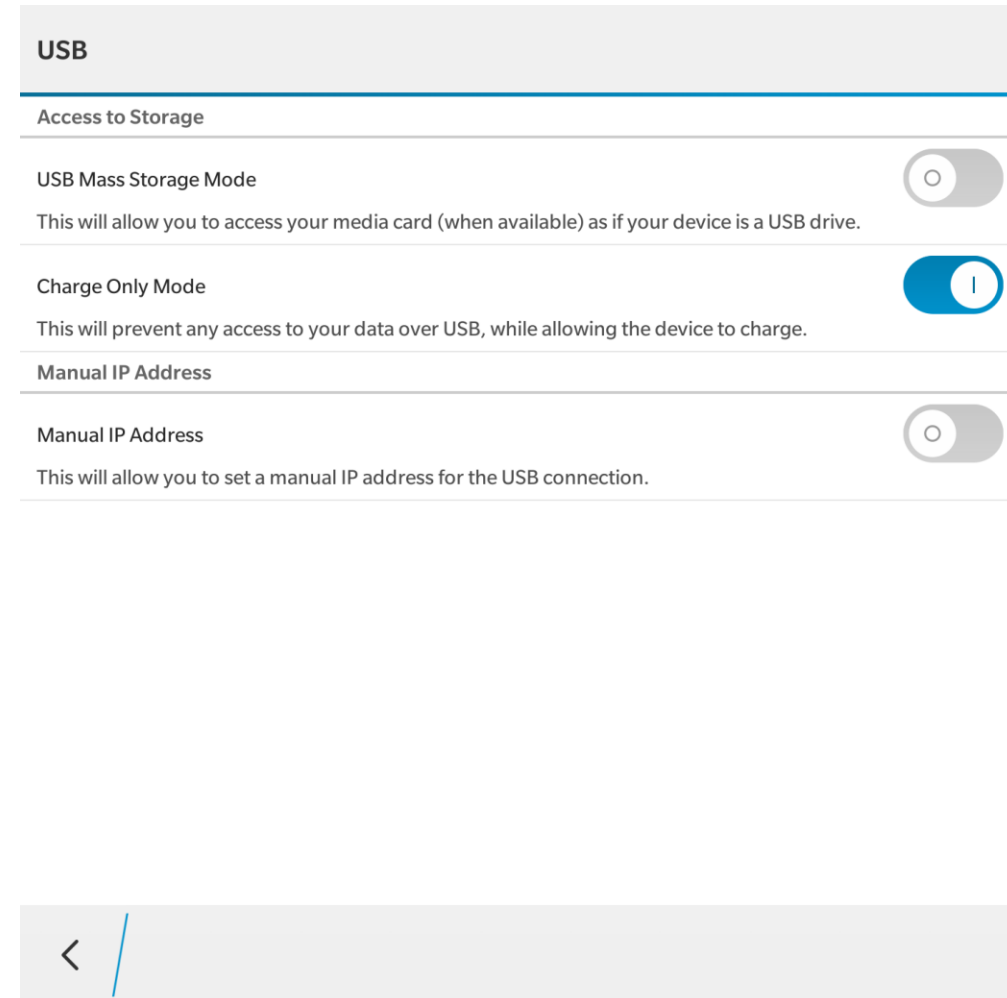 USB
Access to Storage
USB Mass Storage Mode
This will allow you to access your media card (when available) as if your device is a USB drive.
Charge Only Mode
This will prevent any access to your data over USB, while allowing the device to charge.
Manual IP Address
Manual IP Address
This will allow you to set a manual IP address for the USB connection.